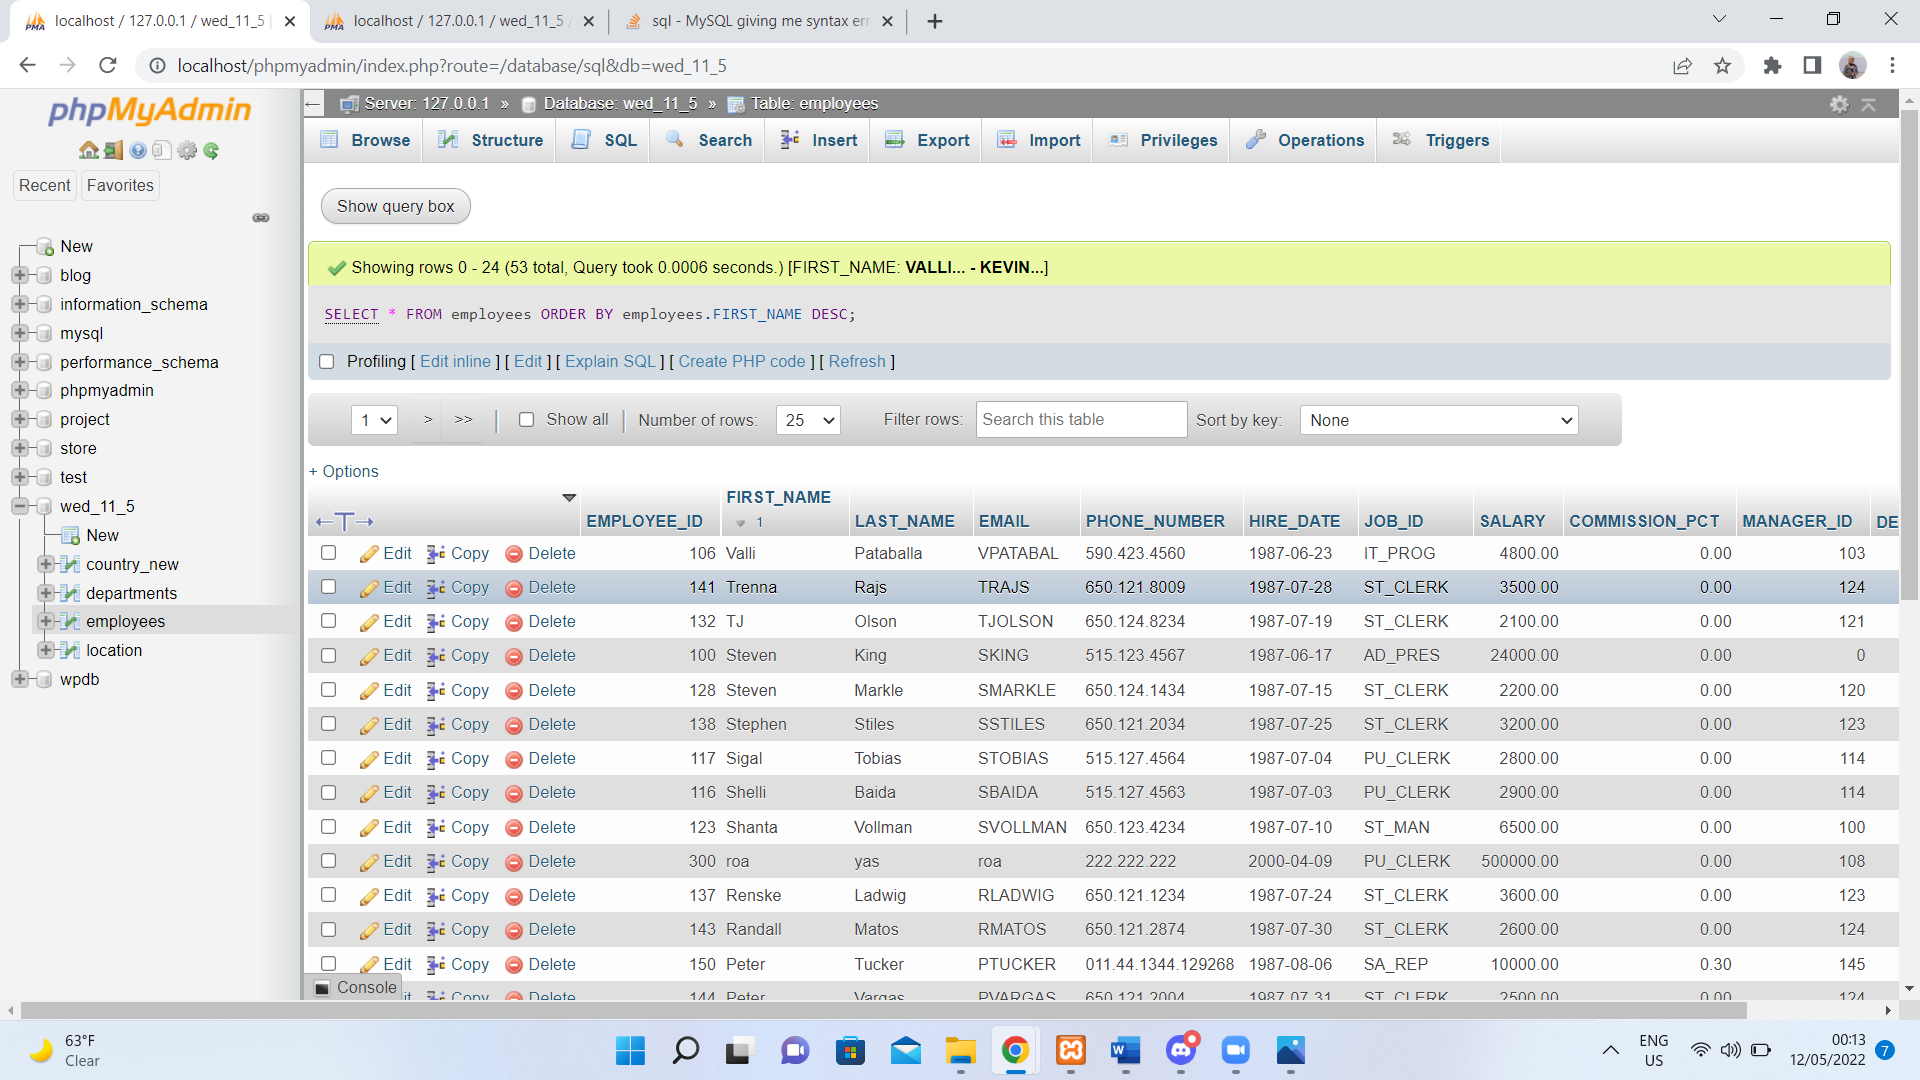 localhost / 127.0.0.1 / wed_11_5 |
localhost / 127.0.0.1 / wed_11_5 /
sql - MySQL giving me syntax err
localhost/phpmyadmin/index.php?route=/database/sql&db=wed_11_5
phpMyAdmin
Recent
Favorites
New
blog
information_schema
mysql
performance_schema
phpmyadmin
project
store
test
wed_11_5
New
country_new
departments
employees
location
wpdb
Server: 127.0.0.1 » Database: wed_11_5 » Table: employees
Browse Structure SQL Search Insert Export Import Privileges Operations Triggers
Show query box
Showing rows 0 - 24 (53 total, Query took 0.0006 seconds.) [FIRST_NAME: VALLI... - KEVIN...]
SELECT * FROM employees ORDER BY employees.FIRST_NAME DESC;
Profiling [ Edit inline ] [ Edit ] [ Explain SQL ] [ Create PHP code ] [ Refresh ]
1 > >> | Show all | Number of rows: 25 Filter rows: Search this table Sort by key: None
+ Options
←T→ EMPLOYEE_ID FIRST_NAME 1 LAST_NAME EMAIL PHONE_NUMBER HIRE_DATE JOB_ID SALARY COMMISSION_PCT MANAGER_ID DE
Edit Copy Delete 106 Valli Pataballa VPATABAL 590.423.4560 1987-06-23 IT_PROG 4800.00 0.00 103
Edit Copy Delete 141 Trenna Rajs TRAJS 650.121.8009 1987-07-28 ST_CLERK 3500.00 0.00 124
Edit Copy Delete 132 TJ Olson TJOLSON 650.124.8234 1987-07-19 ST_CLERK 2100.00 0.00 121
Edit Copy Delete 100 Steven King SKING 515.123.4567 1987-06-17 AD_PRES 24000.00 0.00 0
Edit Copy Delete 128 Steven Markle SMARKLE 650.124.1434 1987-07-15 ST_CLERK 2200.00 0.00 120
Edit Copy Delete 138 Stephen Stiles SSTILES 650.121.2034 1987-07-25 ST_CLERK 3200.00 0.00 123
Edit Copy Delete 117 Sigal Tobias STOBIAS 515.127.4564 1987-07-04 PU_CLERK 2800.00 0.00 114
Edit Copy Delete 116 Shelli Baida SBAIDA 515.127.4563 1987-07-03 PU_CLERK 2900.00 0.00 114
Edit Copy Delete 123 Shanta Vollman SVOLLMAN 650.123.4234 1987-07-10 ST_MAN 6500.00 0.00 100
Edit Copy Delete 300 roa yas roa 222.222.222 2000-04-09 PU_CLERK 500000.00 0.00 108
Edit Copy Delete 137 Renske Ladwig RLADWIG 650.121.1234 1987-07-24 ST_CLERK 3600.00 0.00 123
Edit Copy Delete 143 Randall Matos RMATOS 650.121.2874 1987-07-30 ST_CLERK 2600.00 0.00 124
Edit Copy Delete 150 Peter Tucker PTUCKER 011.44.1344.129268 1987-08-06 SA_REP 10000.00 0.30 145
Copy Delete 144 Peter Vargas PVARGAS 650.121.2004 1987-07-31 ST_CLERK 2500.00 0.00 124
Console
63°F
Clear
ENG
US
00:13
12/05/2022
7